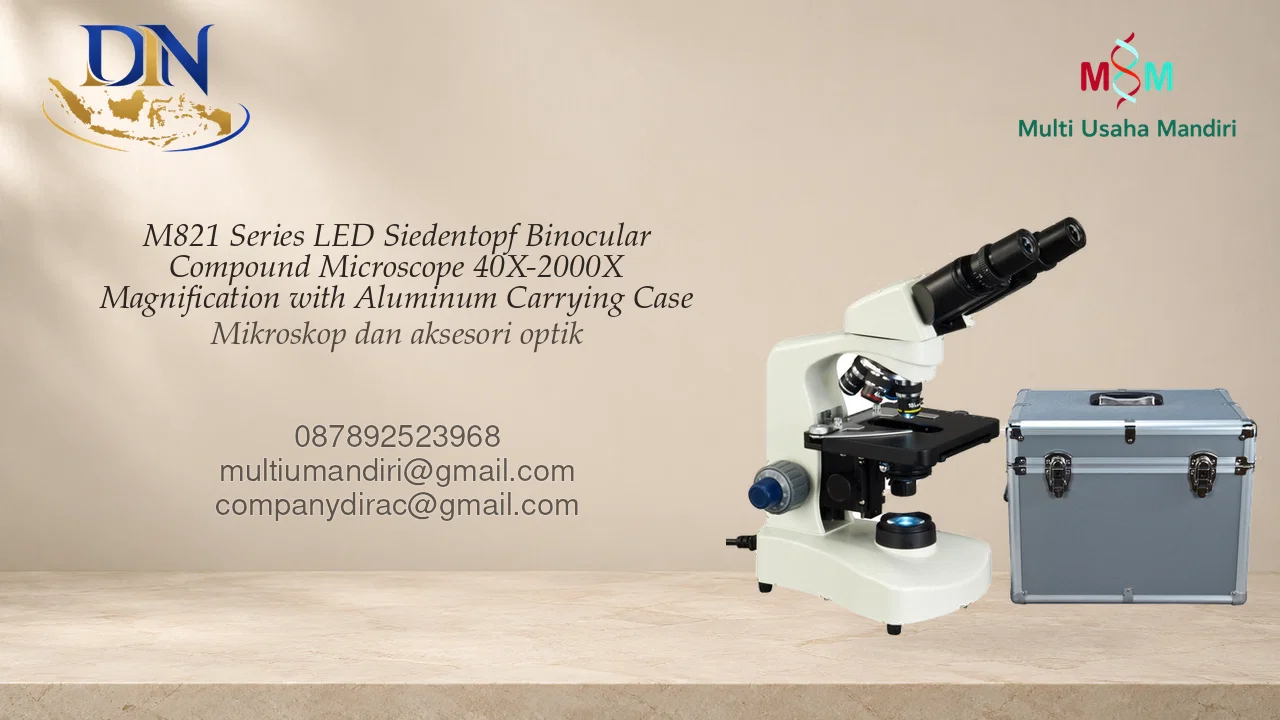 DN
M M
Multi Usaha Mandiri
M821 Series LED Siedentopf Binocular
Compound Microscope 40X-2000X
Magnification with Aluminum Carrying Case
Mikroskop dan aksesori optik
087892523968
multiumandiri@gmail.com
companydirac@gmail.com